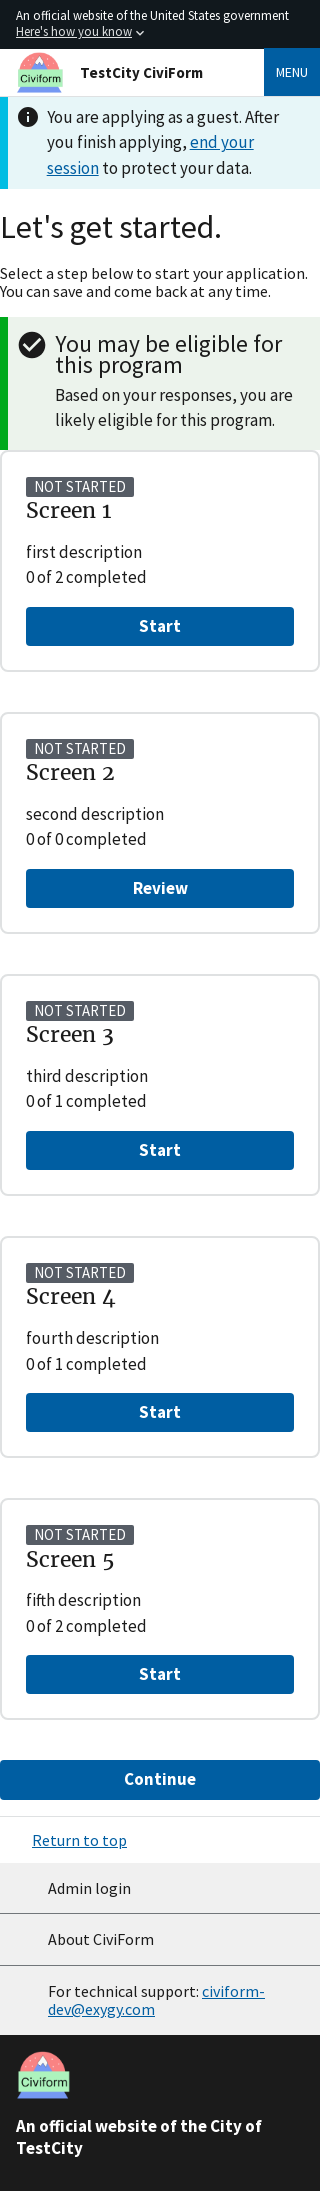 An official website of the United States government
Here's how you know
Civiform
TestCity CiviForm
MENU
You are applying as a guest. After
you finish applying, end your
session to protect your data.
Let's get started.
Select a step below to start your application.
You can save and come back at any time.
You may be eligible for
this program
Based on your responses, you are
likely eligible for this program.
NOT STARTED
Screen 1
first description
0 of 2 completed
Start
NOT STARTED
Screen 2
second description
0 of 0 completed
Review
NOT STARTED
Screen 3
third description
0 of 1 completed
Start
NOT STARTED
Screen 4
fourth description
0 of 1 completed
Start
NOT STARTED
Screen 5
fifth description
0 of 2 completed
Start
Continue
Return to top
Admin login
About CiviForm
For technical support: civiform-
dev@exygy.com
Civiform
An official website of the City of
TestCity